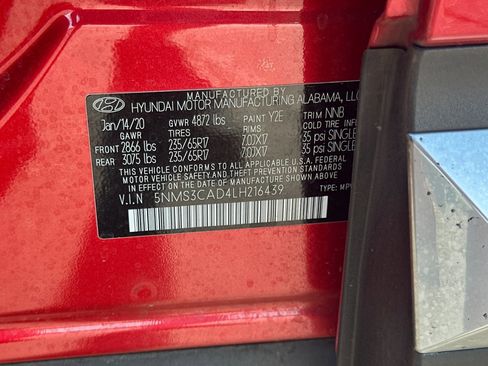 MANUFACTURED BY
HYUNDAI MOTOR MANUFACTURING ALABAMA, LLC
Jan/14/20 GVWR 4872 lbs PAINT Y2E TRIM NNB
GAWR TIRES RIMS COLD TIRE
FRONT 2866 lbs 235/65R17 7.0JX17 35 psi SINGLE
REAR 3075 lbs 235/65R17 7.0JX17 35 psi SINGLE
THIS VEHICLE CONFORMS TO ALL APPLICABLE U.S.A. FEDERAL
MOTOR VEHICLE SAFETY AND THEFT PREVENTION STANDARDS
IN EFFECT ON THE DATE OF MANUFACTURE SHOWN ABOVE.
V.I.N 5NMS3CAD4LH216439 TYPE: MPV